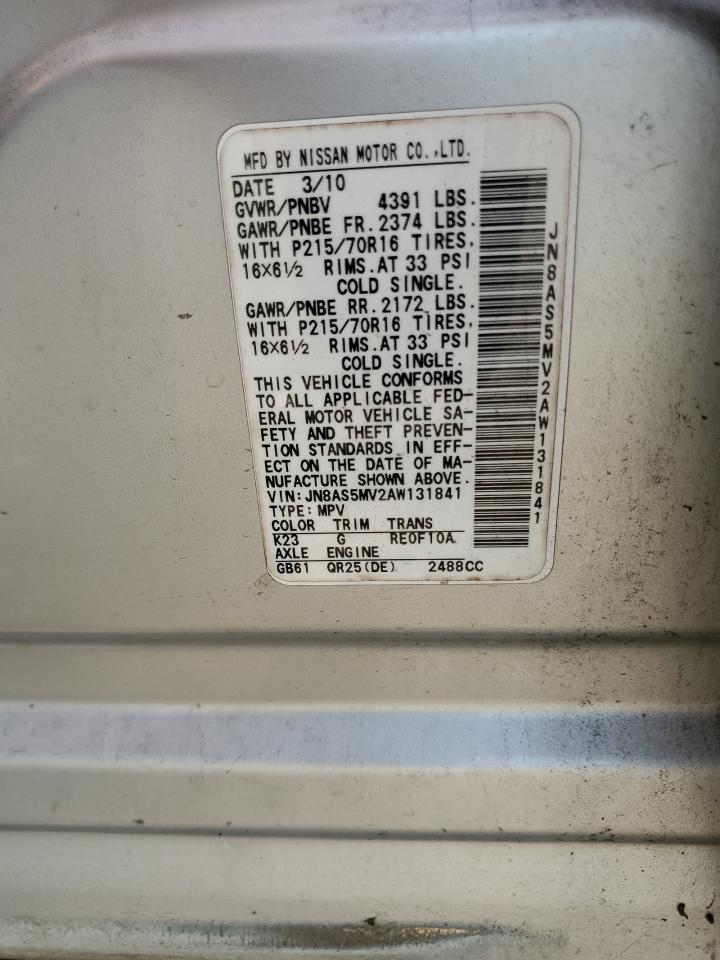 MFD BY NISSAN MOTOR CO.,LTD.
DATE 3/10
GVWR/PNBV 4391 LBS.
GAWR/PNBE FR. 2374 LBS.
WITH P215/70R16 TIRES,
16X6½ RIMS.AT 33 PSI
COLD SINGLE.
GAWR/PNBE RR. 2172 LBS.
WITH P215/70R16 TIRES,
16X6½ RIMS.AT 33 PSI
COLD SINGLE.
THIS VEHICLE CONFORMS
TO ALL APPLICABLE FED-
ERAL MOTOR VEHICLE SA-
FETY AND THEFT PREVEN-
TION STANDARDS IN EFF-
ECT ON THE DATE OF MA-
NUFACTURE SHOWN ABOVE.
VIN:JN8AS5MV2AW131841
TYPE:MPV
COLOR TRIM TRANS
K23 G RE0F10A
AXLE ENGINE
GB61 QR25(DE) 2488CC
JN8AS5MV2AW131841